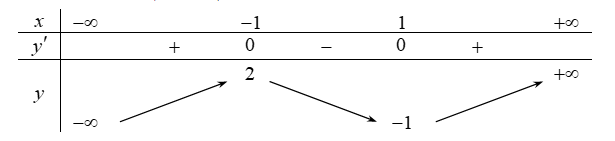 x −∞ −1 1 +∞
y′ + 0 − 0 +
2 +∞
y
−∞ −1